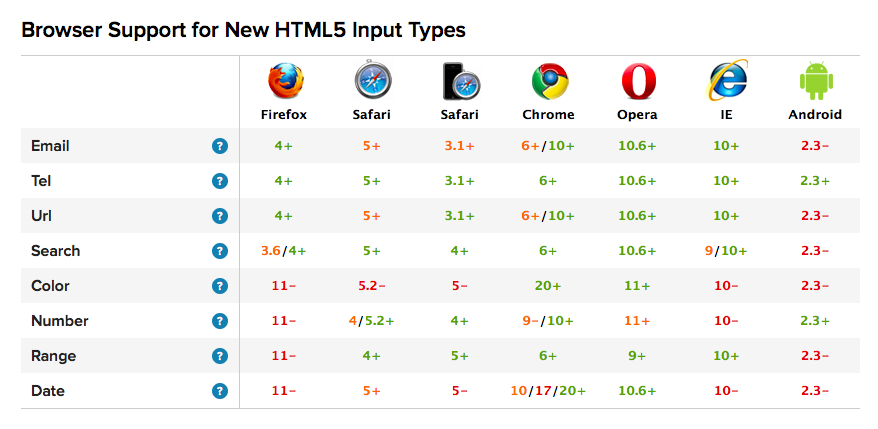 Browser Support for New HTML5 Input Types
Firefox Safari Safari Chrome Opera IE Android
Email ? 4+ 5+ 3.1+ 6+/10+ 10.6+ 10+ 2.3–
Tel ? 4+ 5+ 3.1+ 6+ 10.6+ 10+ 2.3+
Url ? 4+ 5+ 3.1+ 6+/10+ 10.6+ 10+ 2.3–
Search ? 3.6/4+ 5+ 4+ 6+ 10.6+ 9/10+ 2.3–
Color ? 11– 5.2– 5– 20+ 11+ 10– 2.3–
Number ? 11– 4/5.2+ 4+ 9–/10+ 11+ 10– 2.3+
Range ? 11– 4+ 5+ 6+ 9+ 10+ 2.3–
Date ? 11– 5+ 5– 10/17/20+ 10.6+ 10– 2.3–